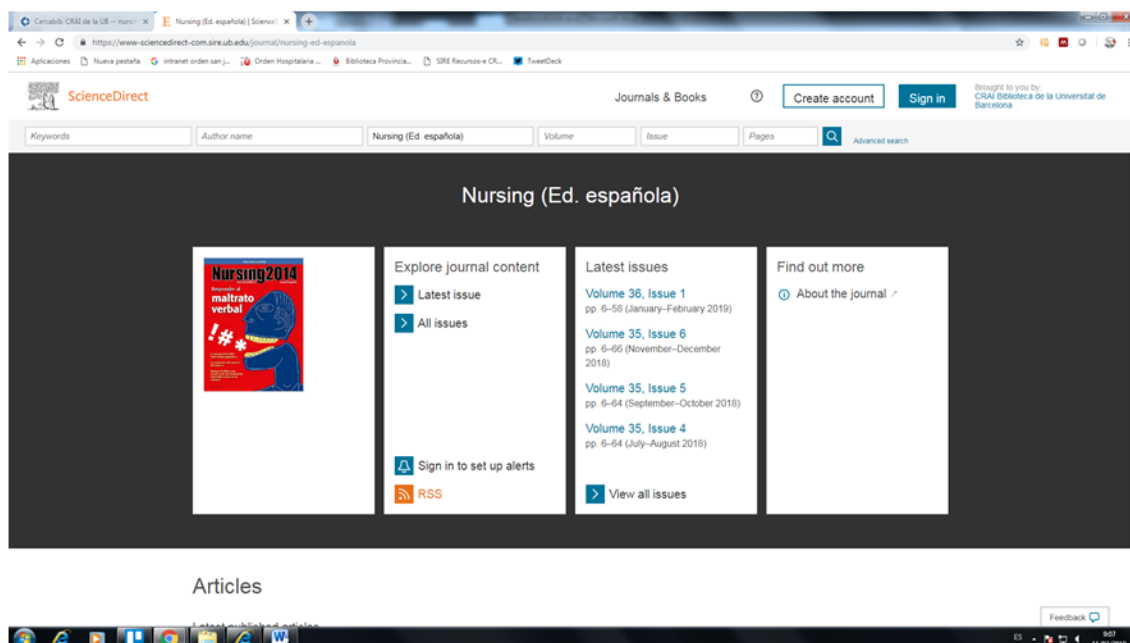 Cercabib. CRAI de la UB — nursi
Nursing (Ed. española) | Science
https://www-sciencedirect-com.sire.ub.edu/journal/nursing-ed-espanola
Aplicaciones
Nueva pestaña
intranet orden san j...
Orden Hospitalaria ...
Biblioteca Provincia...
SIRE Recursos-e CR...
TweetDeck
ScienceDirect
Journals & Books
Create account
Sign in
Brought to you by:
CRAI Biblioteca de la Universitat de
Barcelona
Keywords
Author name
Nursing (Ed. española)
Volume
Issue
Pages
Advanced search
Nursing (Ed. española)
Nursing2014
Responder al
maltrato
verbal
!#*
Explore journal content
Latest issue
All issues
Sign in to set up alerts
RSS
Latest issues
Volume 36, Issue 1
pp. 6–58 (January–February 2019)
Volume 35, Issue 6
pp. 6–66 (November–December
2018)
Volume 35, Issue 5
pp. 6–64 (September–October 2018)
Volume 35, Issue 4
pp. 6–64 (July–August 2018)
View all issues
Find out more
About the journal
Articles
Latest published articles
Feedback
ES
9:07